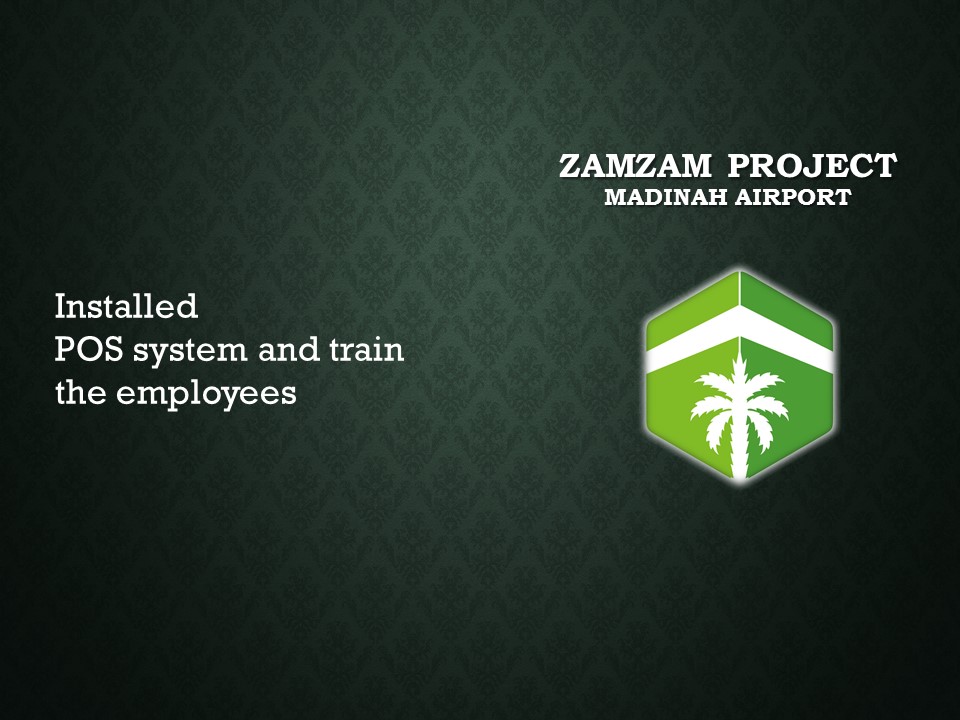 ZAMZAM PROJECT
MADINAH AIRPORT
Installed
POS system and train
the employees